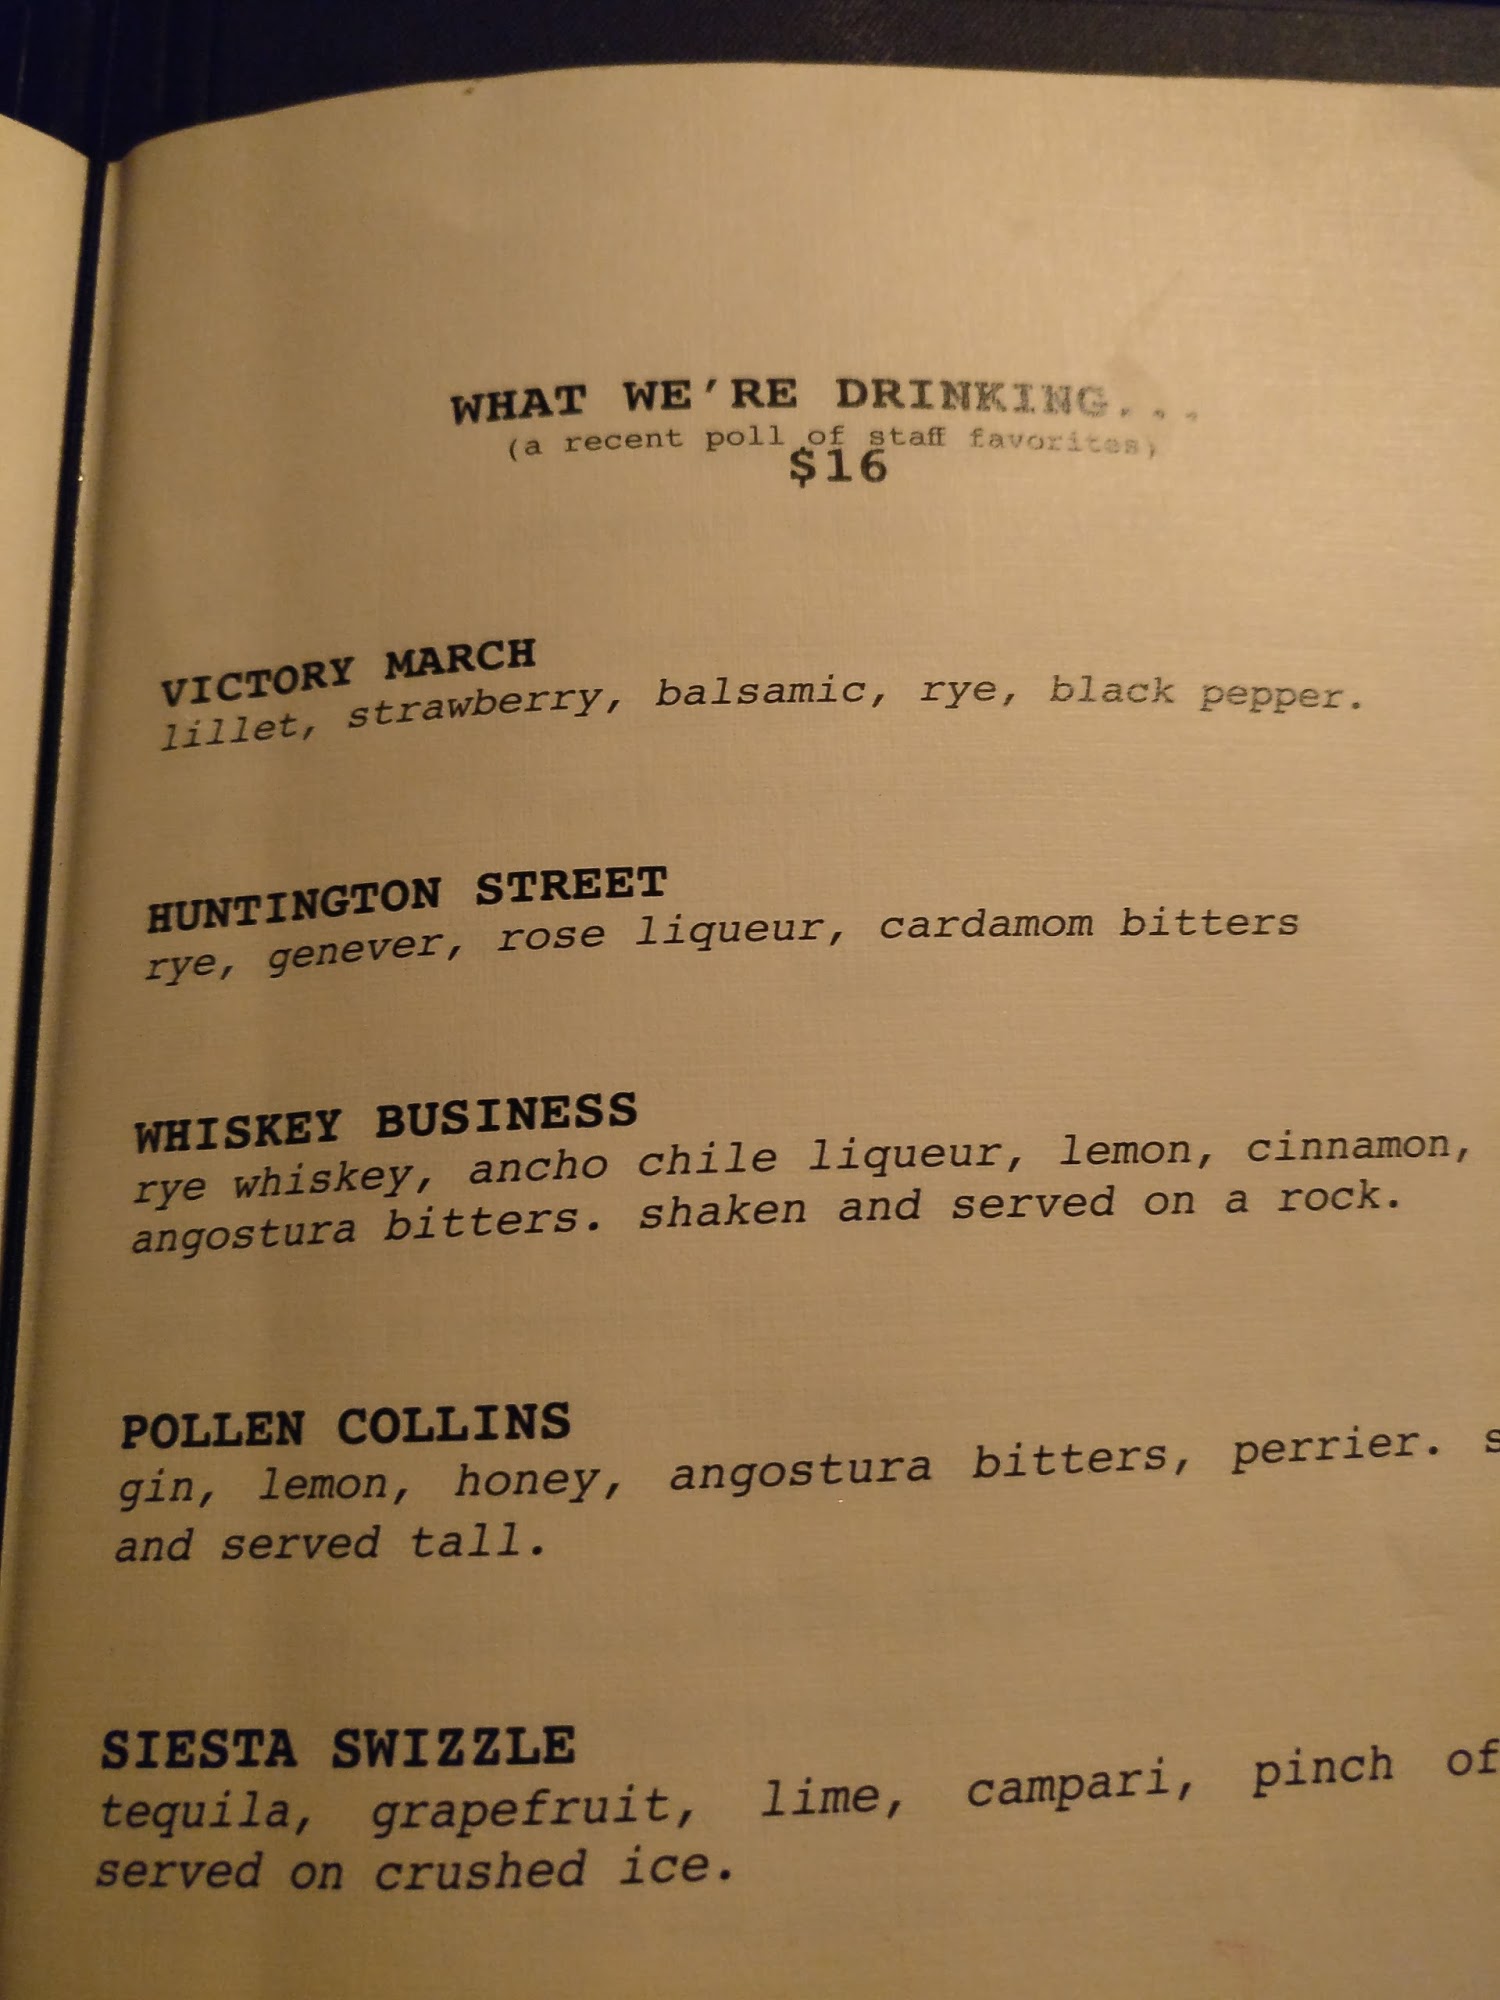 WHAT WE'RE DRINKING...
(a recent poll of staff favorites)
$16
VICTORY MARCH
lillet, strawberry, balsamic, rye, black pepper.
HUNTINGTON STREET
rye, genever, rose liqueur, cardamom bitters
WHISKEY BUSINESS
rye whiskey, ancho chile liqueur, lemon, cinnamon,
angostura bitters. shaken and served on a rock.
POLLEN COLLINS
gin, lemon, honey, angostura bitters, perrier.
and served tall.
SIESTA SWIZZLE
tequila, grapefruit, lime, campari, pinch of
served on crushed ice.